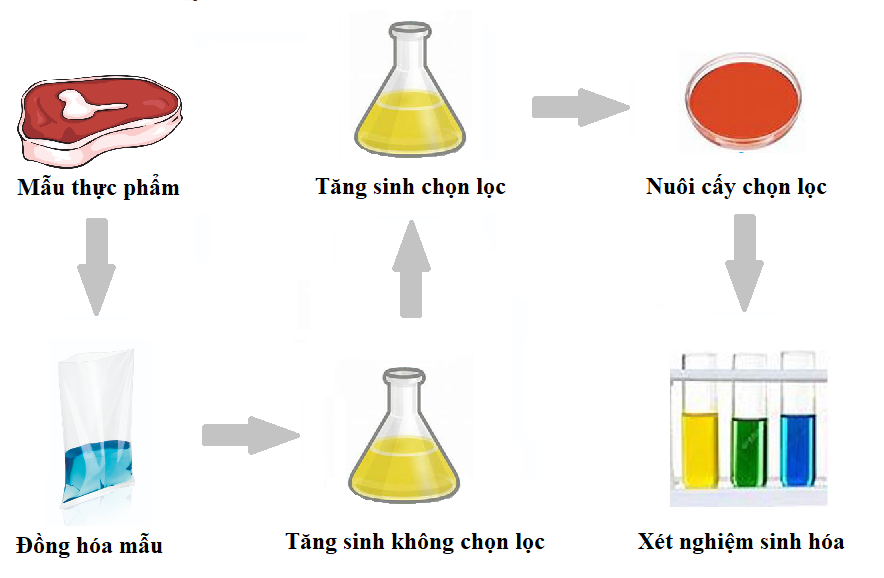 Mẫu thực phẩm
Đồng hóa mẫu
Tăng sinh không chọn lọc
Tăng sinh chọn lọc
Nuôi cấy chọn lọc
Xét nghiệm sinh hóa